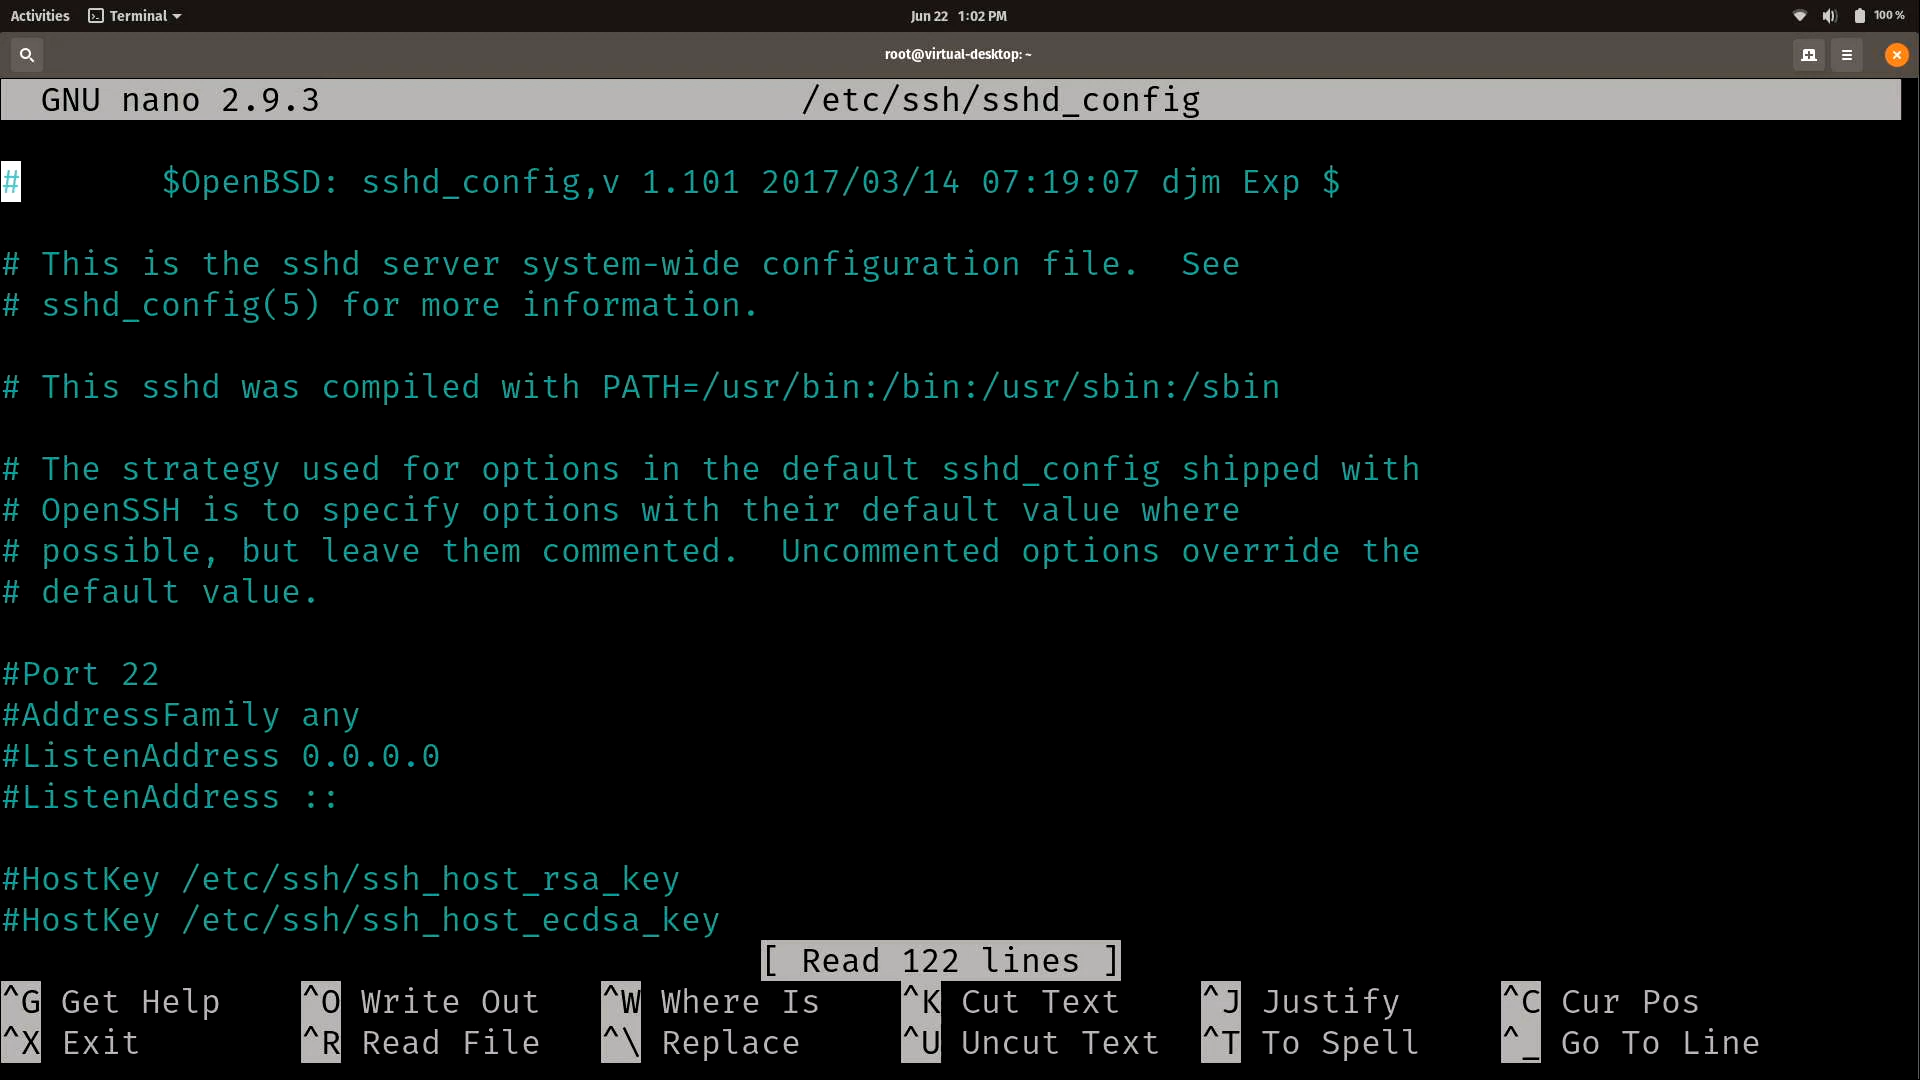 Activities Terminal Jun 22 1:02 PM 100 %
root@virtual-desktop: ~
GNU nano 2.9.3 /etc/ssh/sshd_config
# $OpenBSD: sshd_config,v 1.101 2017/03/14 07:19:07 djm Exp $
# This is the sshd server system-wide configuration file.  See
# sshd_config(5) for more information.
# This sshd was compiled with PATH=/usr/bin:/bin:/usr/sbin:/sbin
# The strategy used for options in the default sshd_config shipped with
# OpenSSH is to specify options with their default value where
# possible, but leave them commented.  Uncommented options override the
# default value.
#Port 22
#AddressFamily any
#ListenAddress 0.0.0.0
#ListenAddress ::
#HostKey /etc/ssh/ssh_host_rsa_key
#HostKey /etc/ssh/ssh_host_ecdsa_key
[ Read 122 lines ]
^G Get Help ^O Write Out ^W Where Is ^K Cut Text ^J Justify ^C Cur Pos
^X Exit ^R Read File ^\ Replace ^U Uncut Text ^T To Spell ^_ Go To Line